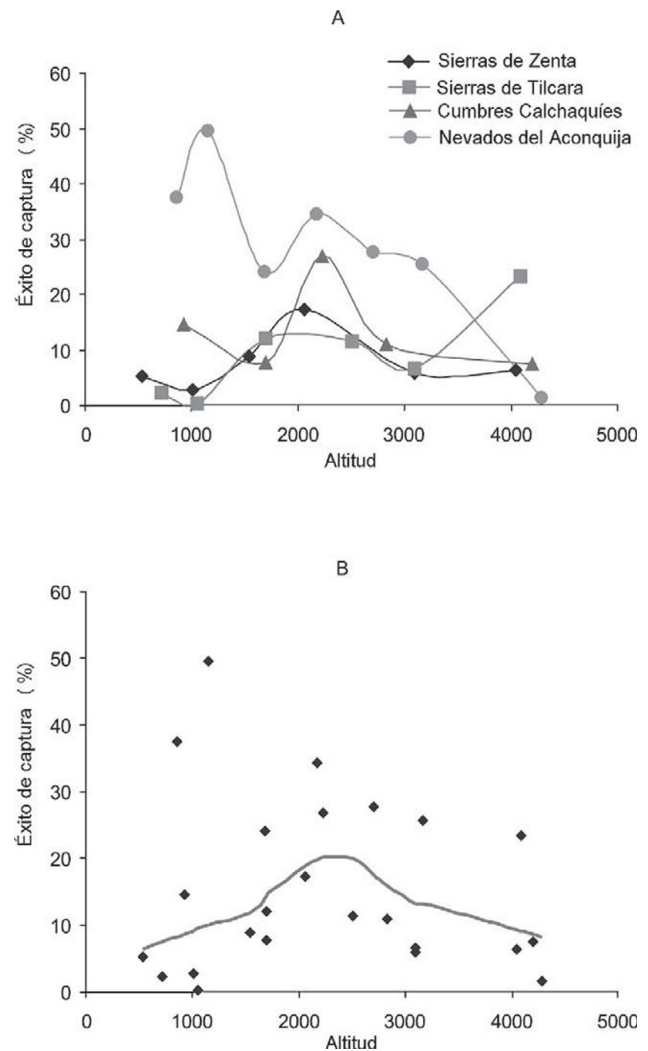 A
Sierras de Zenta
Sierras de Tilcara
Cumbres Calchaquíes
Nevados del Aconquija
Éxito de captura ( %)
60
50
40
30
20
10
0
0 1000 2000 3000 4000 5000
Altitud
B
Éxito de captura ( %)
60
50
40
30
20
10
0
0 1000 2000 3000 4000 5000
Altitud